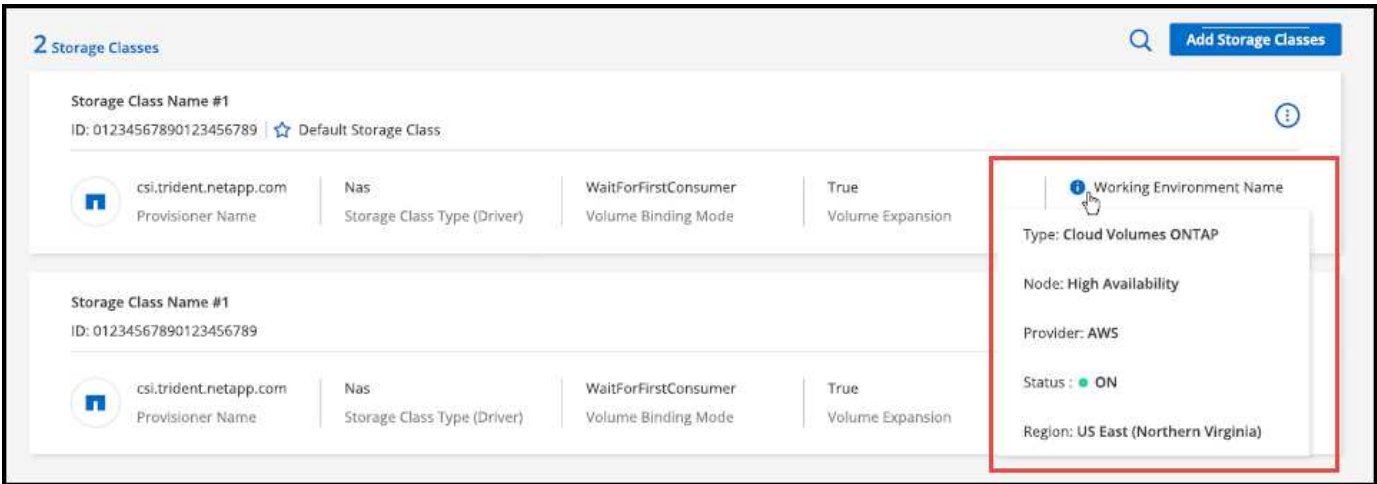 2 Storage Classes
Add Storage Classes
Storage Class Name #1
ID: 01234567890123456789 Default Storage Class
csi.trident.netapp.com Nas WaitForFirstConsumer True Working Environment Name
Provisioner Name Storage Class Type (Driver) Volume Binding Mode Volume Expansion
Type: Cloud Volumes ONTAP
Node: High Availability
Provider: AWS
Status : ON
Region: US East (Northern Virginia)
Storage Class Name #1
ID: 01234567890123456789
csi.trident.netapp.com Nas WaitForFirstConsumer True
Provisioner Name Storage Class Type (Driver) Volume Binding Mode Volume Expansion